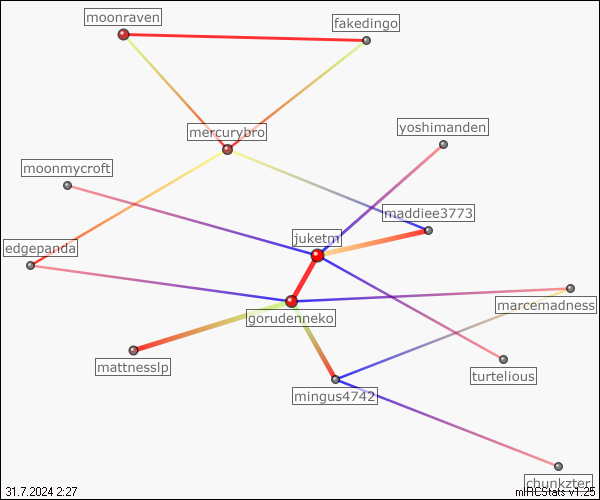 moonraven
fakedingo
mercurybro
yoshimanden
moonmycroft
maddiee3773
juketm
edgepanda
marcemadness
gorudenneko
mattnesslp
turtelious
mingus4742
chunkzter
31.7.2024 2:27
mIRCStats v1.25